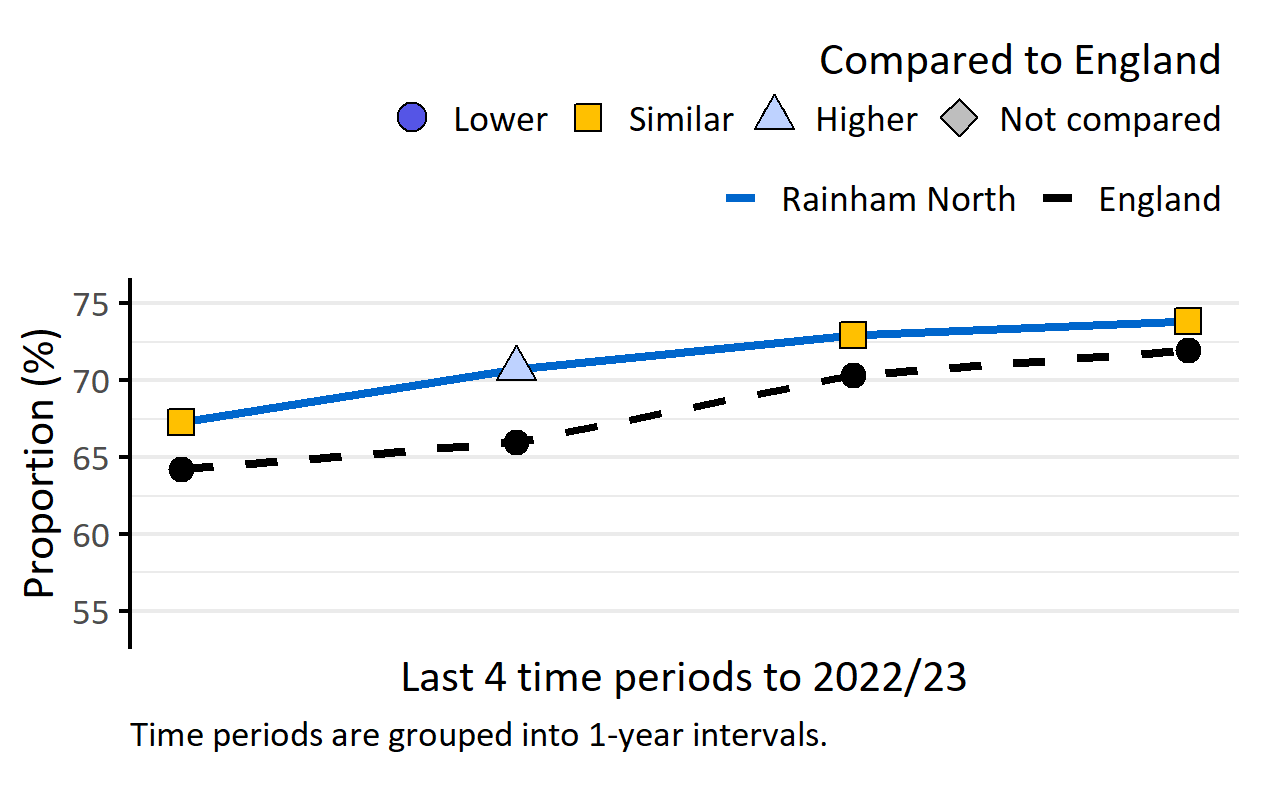 Compared to England
Lower Similar Higher Not compared
Rainham North England
75
70
65
60
55
Proportion (%)
Last 4 time periods to 2022/23
Time periods are grouped into 1-year intervals.